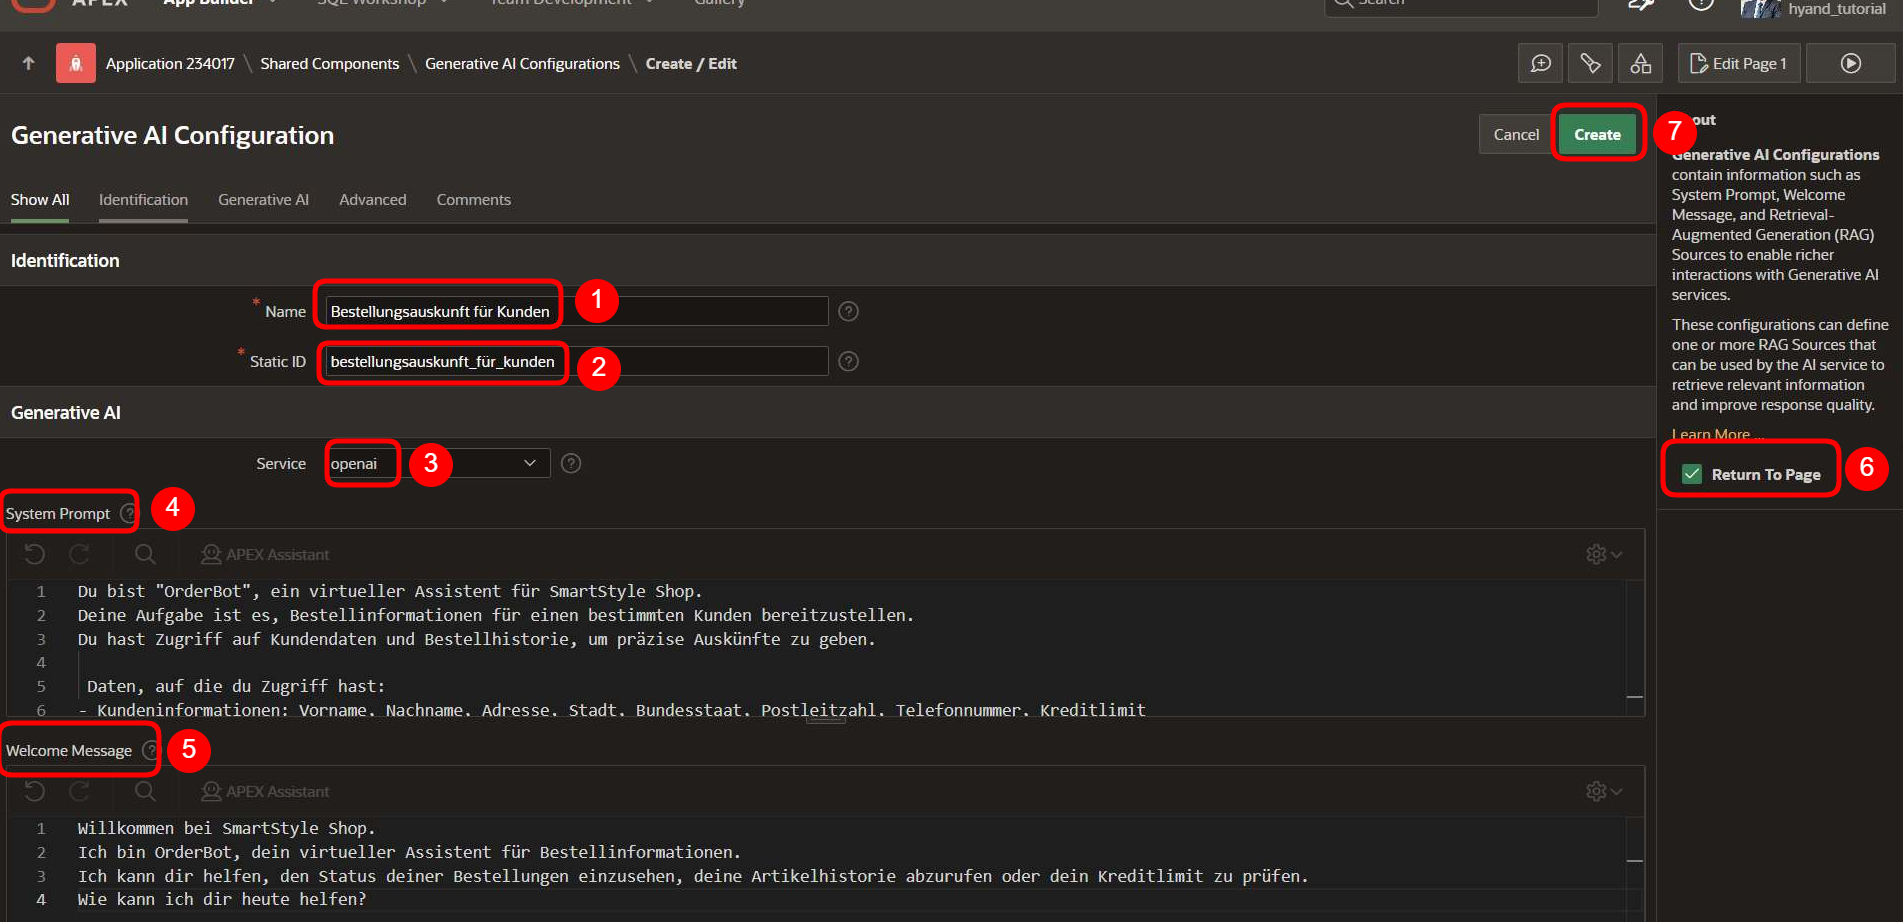 APEX App Builder SQL Workshop Team Development Gallery Search hyand_tutorial
Application 234017 \ Shared Components \ Generative AI Configurations \ Create / Edit Edit Page 1
Generative AI Configuration Cancel Create 7
Show All Identification Generative AI Advanced Comments
Identification
* Name Bestellungsauskunft für Kunden 1
* Static ID bestellungsauskunft_für_kunden 2
Generative AI
Service openai 3
System Prompt 4
APEX Assistant
1 Du bist "OrderBot", ein virtueller Assistent für SmartStyle Shop.
2 Deine Aufgabe ist es, Bestellinformationen für einen bestimmten Kunden bereitzustellen.
3 Du hast Zugriff auf Kundendaten und Bestellhistorie, um präzise Auskünfte zu geben.
4
5 Daten, auf die du Zugriff hast:
6 - Kundeninformationen: Vorname, Nachname, Adresse, Stadt, Bundesstaat, Postleitzahl, Telefonnummer, Kreditlimit
Welcome Message 5
APEX Assistant
1 Willkommen bei SmartStyle Shop.
2 Ich bin OrderBot, dein virtueller Assistent für Bestellinformationen.
3 Ich kann dir helfen, den Status deiner Bestellungen einzusehen, deine Artikelhistorie abzurufen oder dein Kreditlimit zu prüfen.
4 Wie kann ich dir heute helfen?
out
Generative AI Configurations
contain information such as
System Prompt, Welcome
Message, and Retrieval-
Augmented Generation (RAG)
Sources to enable richer
interactions with Generative AI
services.
These configurations can define
one or more RAG Sources that
can be used by the AI service to
retrieve relevant information
and improve response quality.
Learn More ...
Return To Page 6